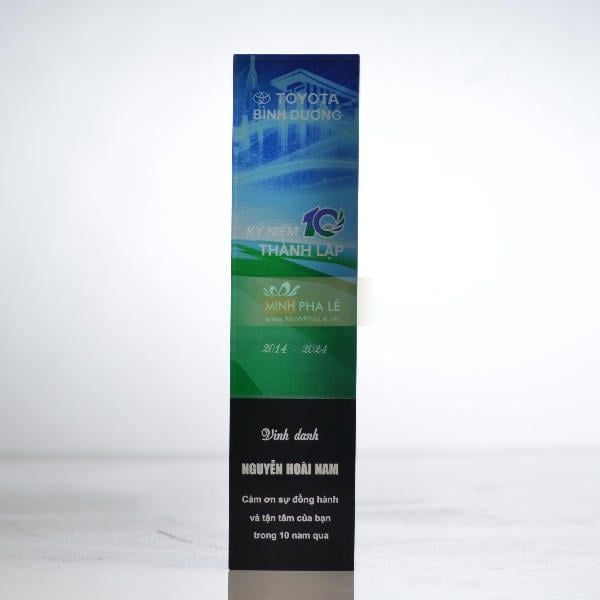 TOYOTA
BÌNH DƯƠNG
KỶ NIỆM 10
THÀNH LẬP
MINH PHA LÊ
www.MinhPhaLe.vn
2014 - 2024
Vinh danh
NGUYỄN HOÀI NAM
Cảm ơn sự đồng hành
và tận tâm của bạn
trong 10 năm qua